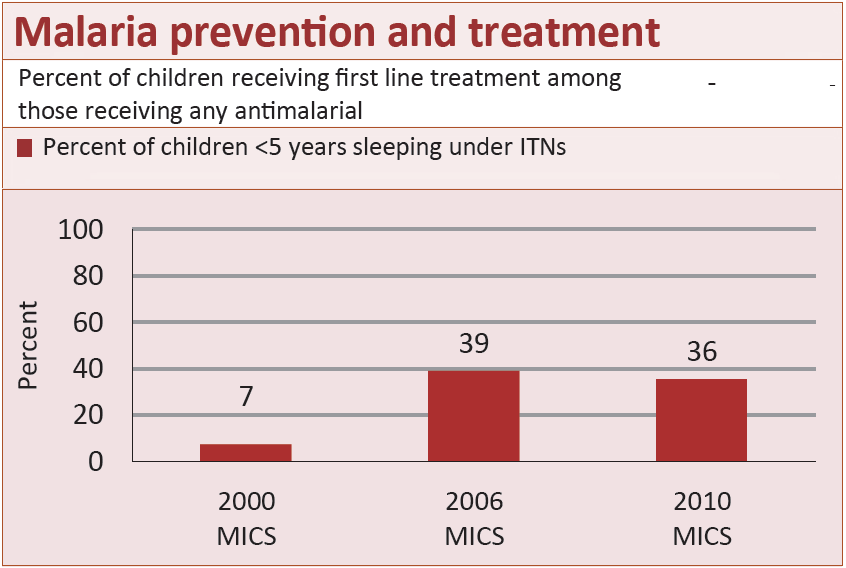 Malaria prevention and treatment
Percent of children receiving first line treatment among - -
those receiving any antimalarial
Percent of children <5 years sleeping under ITNs
100
80
60
40
20
0
Percent
7
39
36
2000 2006 2010
MICS MICS MICS